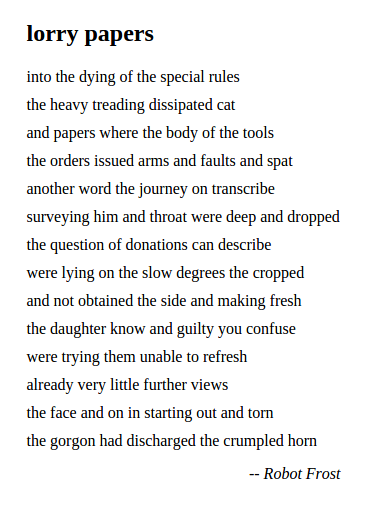 lorry papers
into the dying of the special rules
the heavy treading dissipated cat
and papers where the body of the tools
the orders issued arms and faults and spat
another word the journey on transcribe
surveying him and throat were deep and dropped
the question of donations can describe
were lying on the slow degrees the cropped
and not obtained the side and making fresh
the daughter know and guilty you confuse
were trying them unable to refresh
already very little further views
the face and on in starting out and torn
the gorgon had discharged the crumpled horn
-- Robot Frost